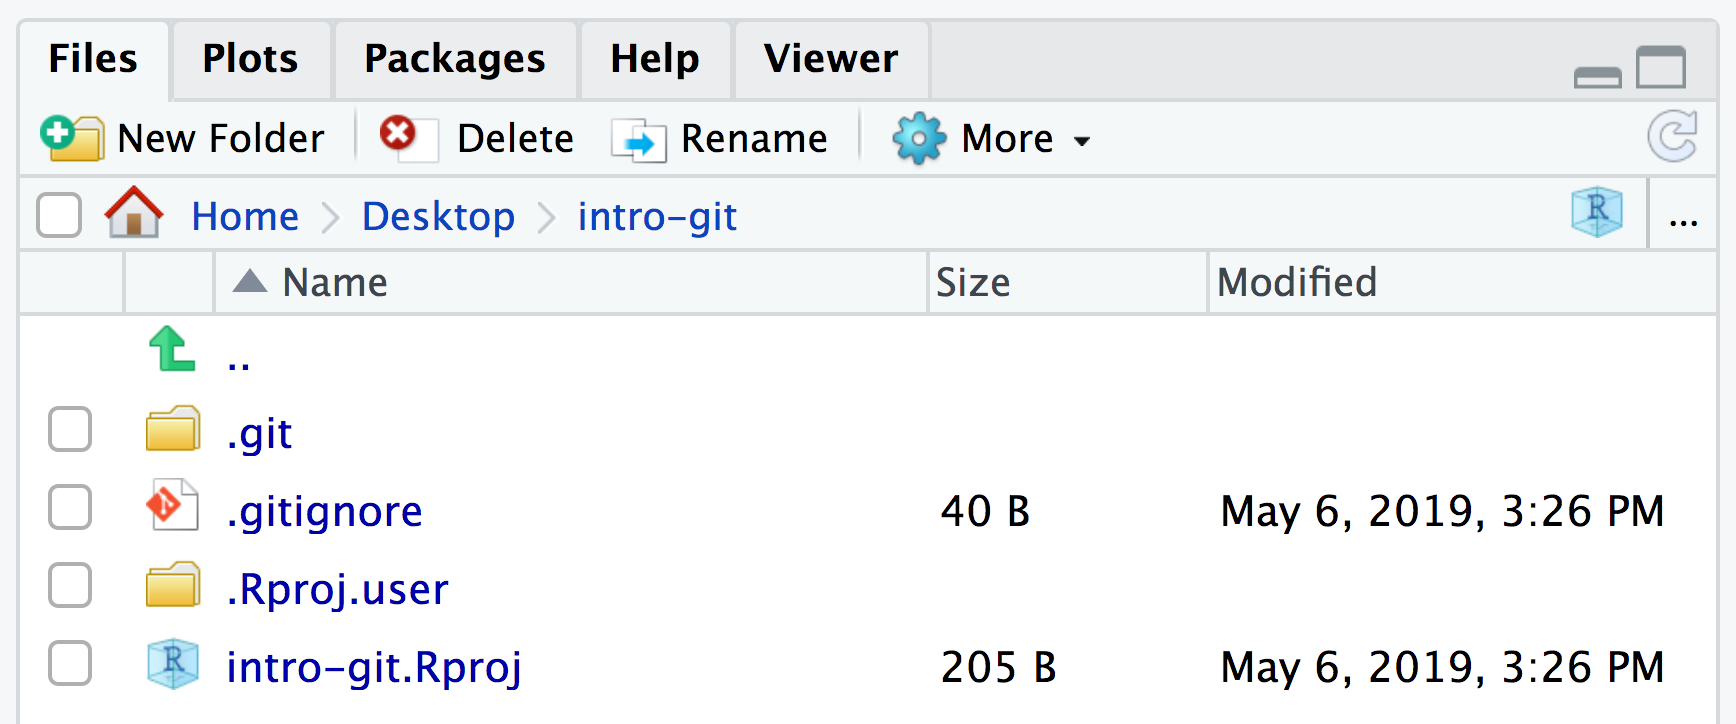 Files Plots Packages Help Viewer
New Folder Delete Rename More
Home Desktop intro-git R ...
Name Size Modified
..
.git
.gitignore 40 B May 6, 2019, 3:26 PM
.Rproj.user
R intro-git.Rproj 205 B May 6, 2019, 3:26 PM